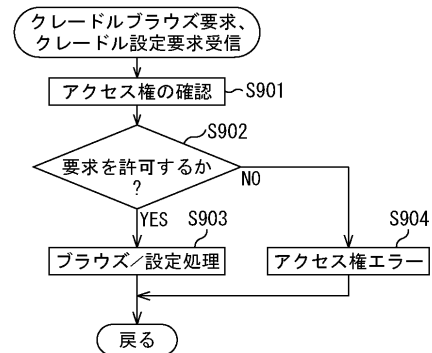 クレードルブラウズ要求、
クレードル設定要求受信
アクセス権の確認
S901
S902
要求を許可するか
?
NO
YES
S903
S904
ブラウズ/設定処理
アクセス権エラー
戻る